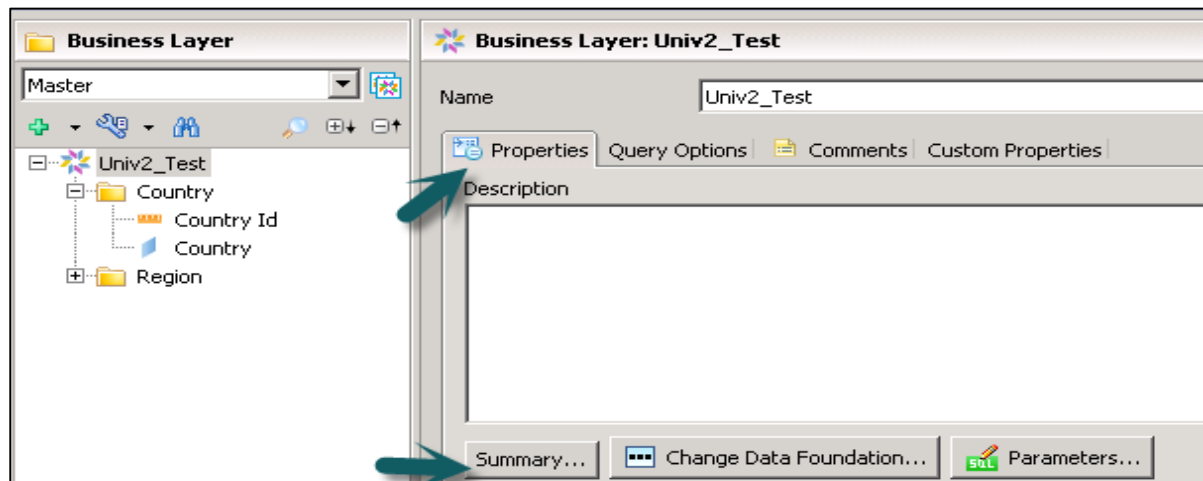 Business Layer
Master
Univ2_Test
Country
Country Id
Country
Region
Business Layer: Univ2_Test
Name Univ2_Test
Properties Query Options Comments Custom Properties
Description
Summary... Change Data Foundation... SQL Parameters...